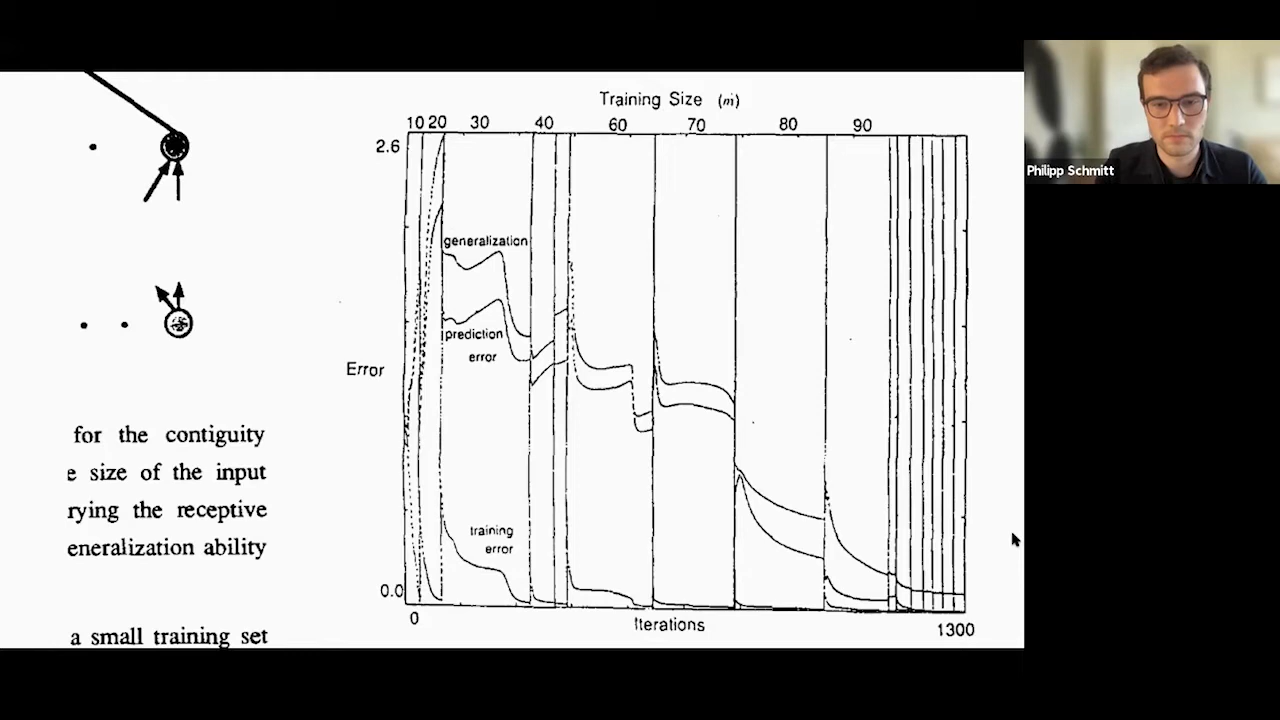 for the contiguity
e size of the input
rying the receptive
eneralization ability
a small training set
Training Size (m)
10 20 30 40 60 70 80 90
2.6
generalization
prediction
error
Error
training
error
0.0
0 Iterations 1300
Philipp Schmitt